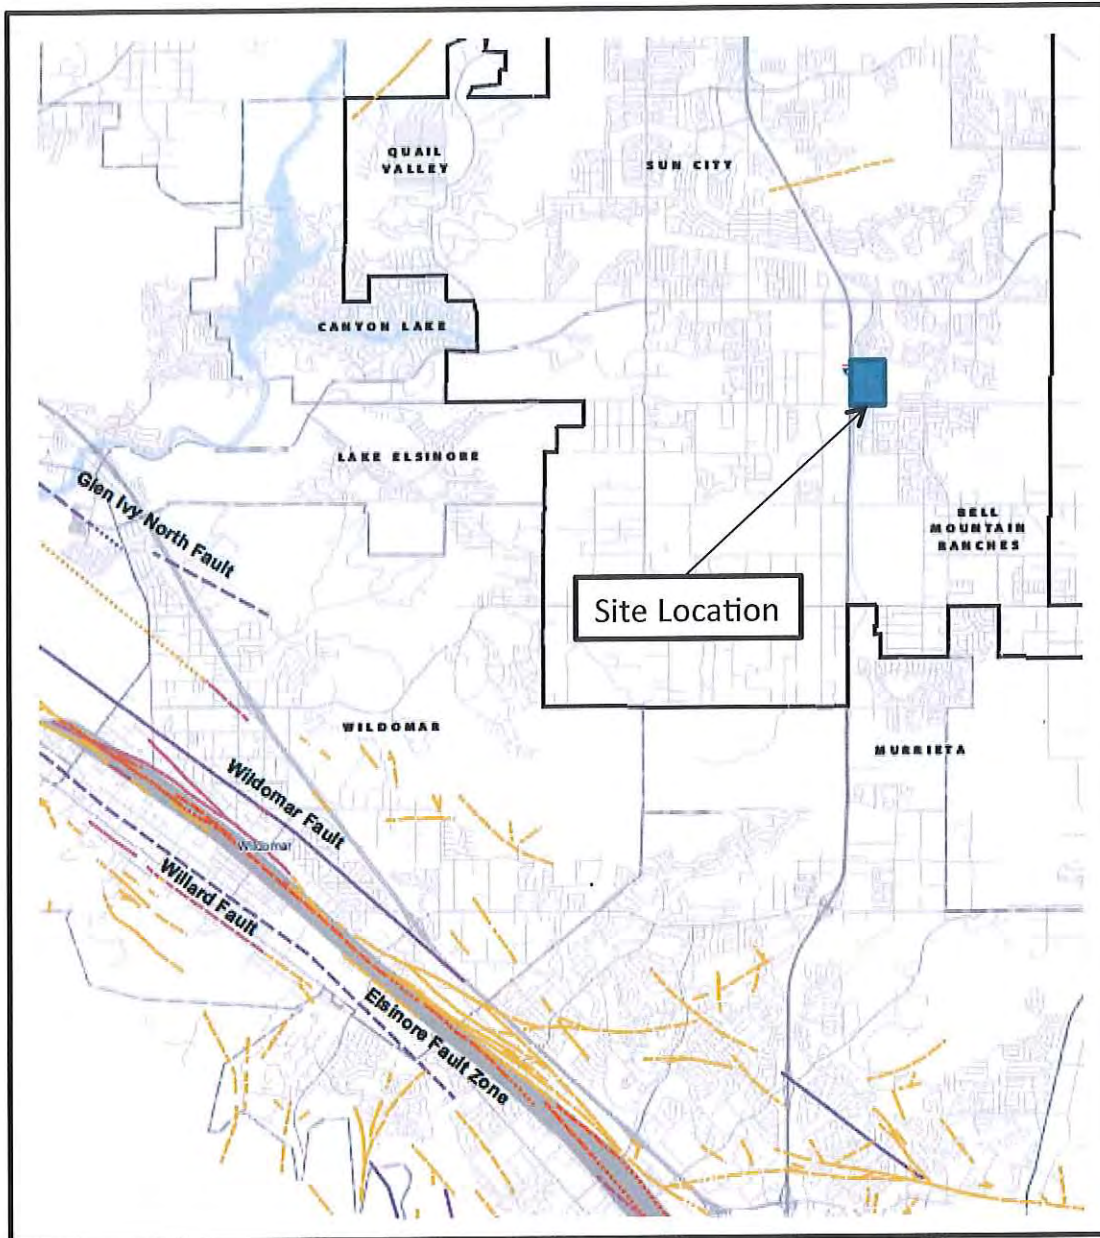 QUAIL
VALLEY
SUN CITY
CANYON LAKE
LAKE ELSINORE
Glen Ivy North Fault
BELL
MOUNTAIN
RANCHES
Site Location
WILDOMAR
MURRIETA
Wildomar Fault
Wildomar
Willard Fault
Elsinore Fault Zone